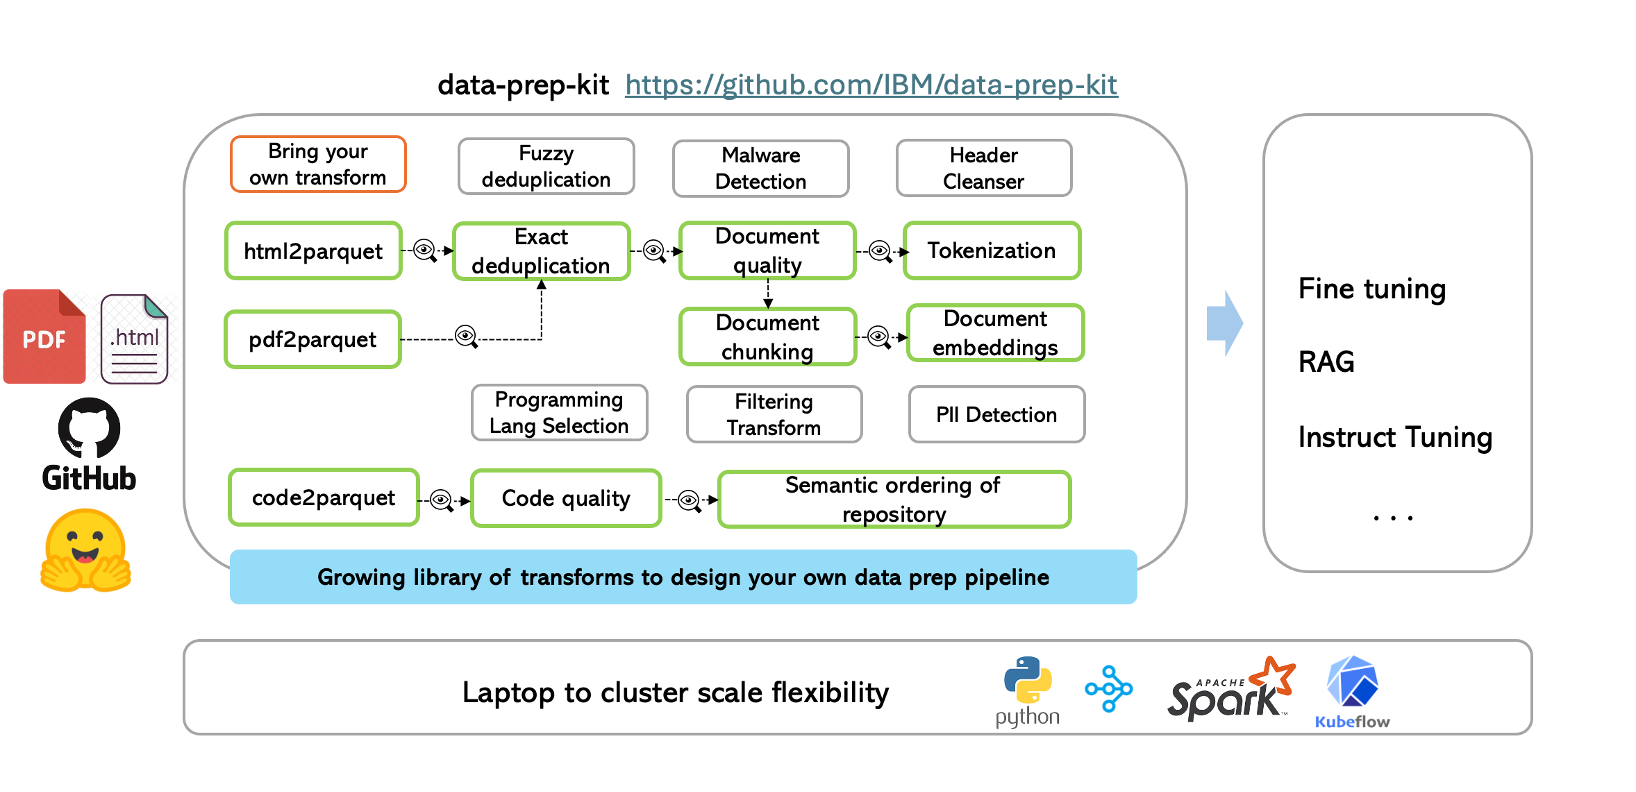 data-prep-kit https://github.com/IBM/data-prep-kit
Bring your
own transform
Fuzzy
deduplication
Malware
Detection
Header
Cleanser
html2parquet
Exact
deduplication
Document
quality
Tokenization
pdf2parquet
Document
chunking
Document
embeddings
Programming
Lang Selection
Filtering
Transform
PII Detection
code2parquet
Code quality
Semantic ordering of
repository
Growing library of transforms to design your own data prep pipeline
PDF
.html
GitHub
Fine tuning
RAG
Instruct Tuning
...
Laptop to cluster scale flexibility
python
APACHE
Spark™
Kubeflow